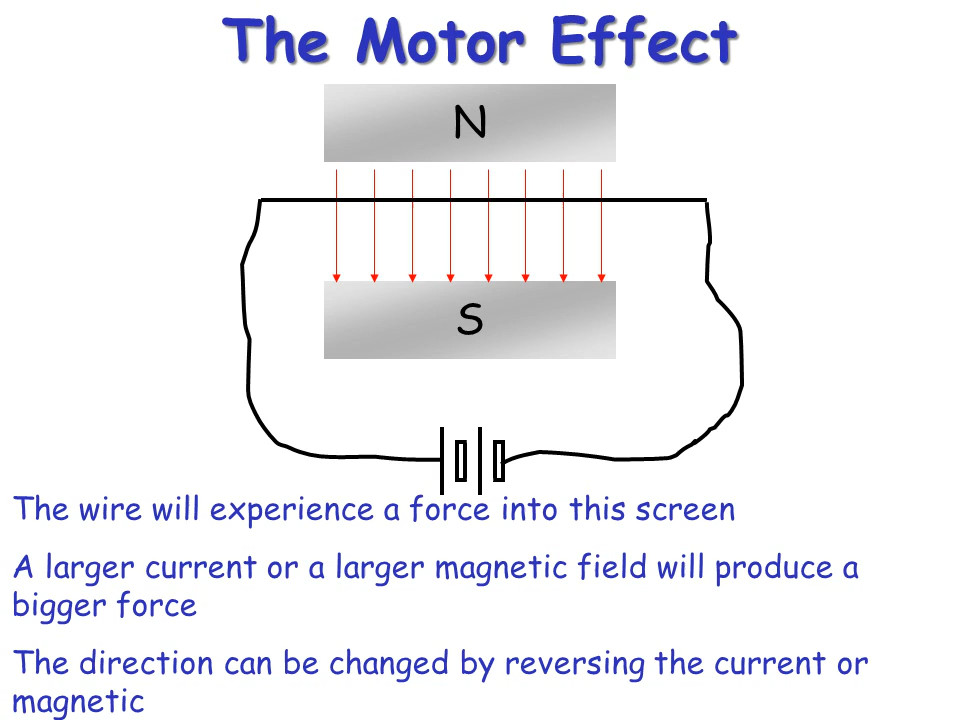 The Motor Effect
N
S
The wire will experience a force into this screen
A larger current or a larger magnetic field will produce a
bigger force
The direction can be changed by reversing the current or
magnetic